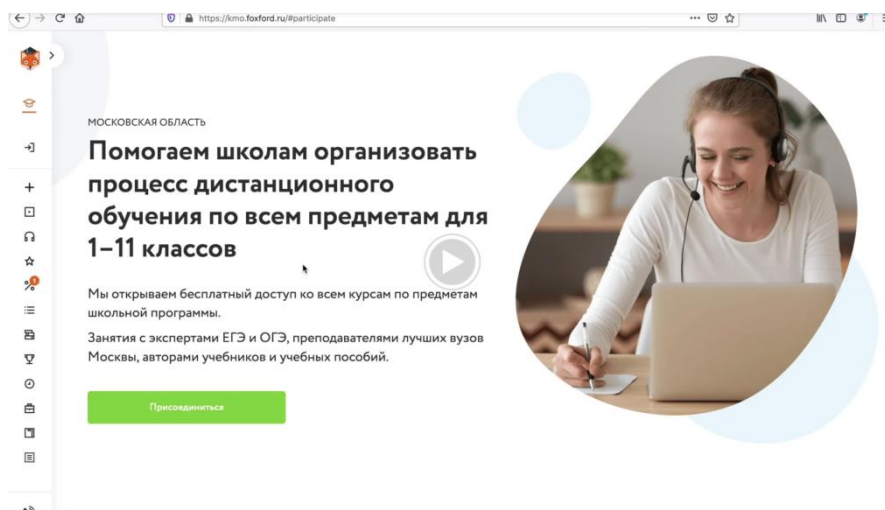 https://kmo.foxford.ru/#participate
МОСКОВСКАЯ ОБЛАСТЬ
Помогаем школам организовать
процесс дистанционного
обучения по всем предметам для
1–11 классов
Мы открываем бесплатный доступ ко всем курсам по предметам
школьной программы.
Занятия с экспертами ЕГЭ и ОГЭ, преподавателями лучших вузов
Москвы, авторами учебников и учебных пособий.
Присоединиться